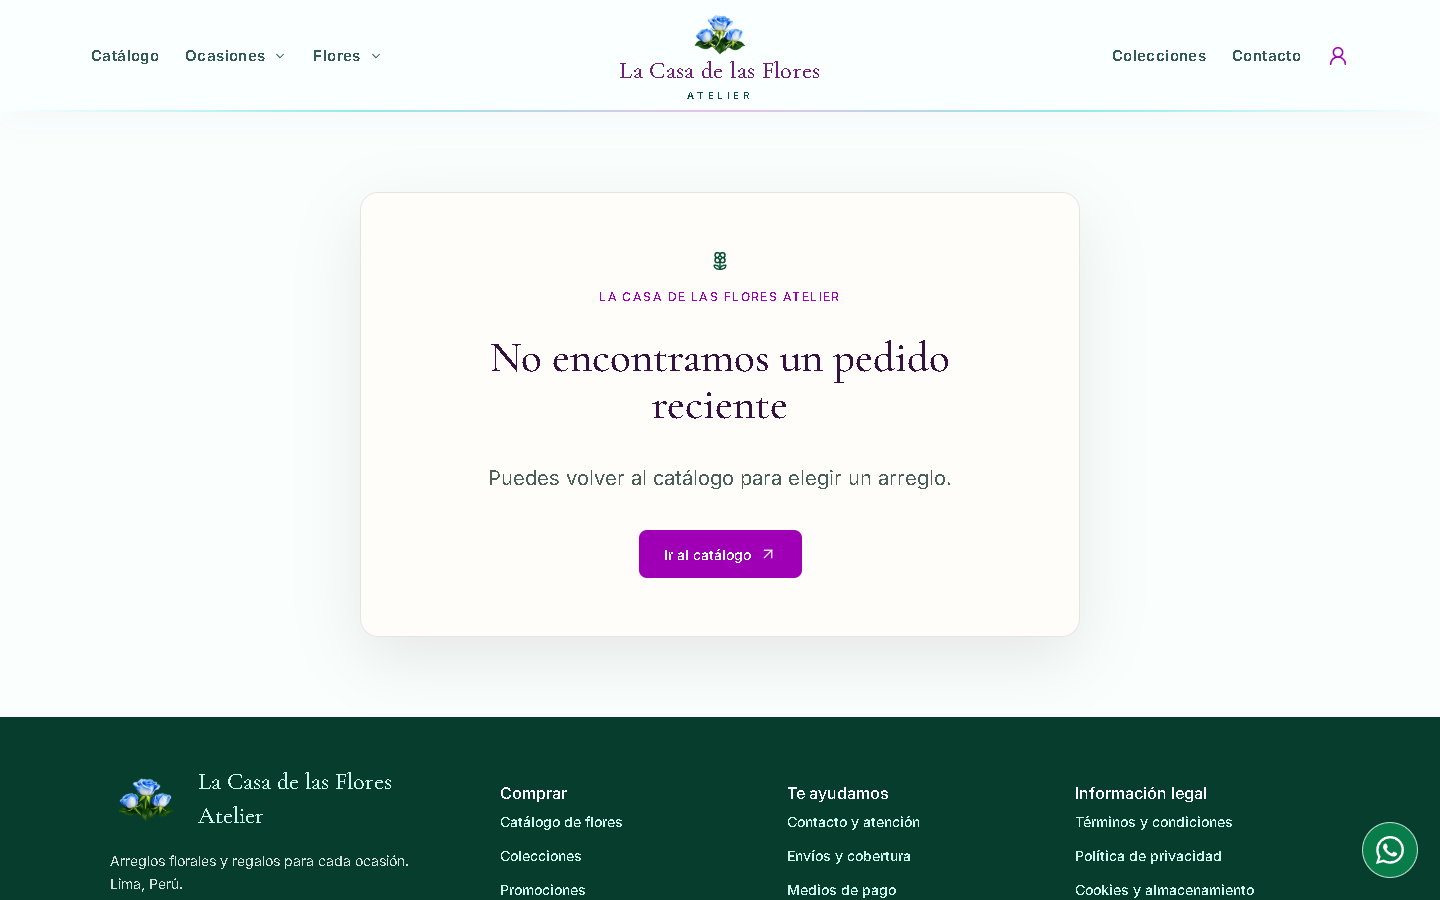 Catálogo
Ocasiones
Flores
La Casa de las Flores
ATELIER
Colecciones
Contacto
LA CASA DE LAS FLORES ATELIER
No encontramos un pedido
reciente
Puedes volver al catálogo para elegir un arreglo.
Ir al catálogo
La Casa de las Flores
Atelier
Arreglos florales y regalos para cada ocasión.
Lima, Perú.
Comprar
Catálogo de flores
Colecciones
Promociones
Te ayudamos
Contacto y atención
Envíos y cobertura
Medios de pago
Información legal
Términos y condiciones
Política de privacidad
Cookies y almacenamiento